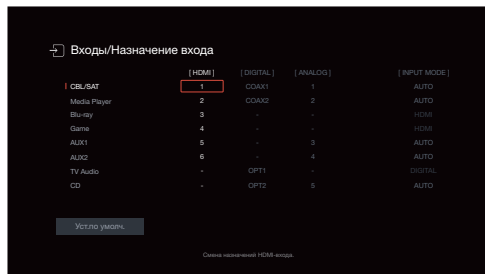 Входы/Назначение входа
[ HDMI ] [ DIGITAL ] [ ANALOG ] [ INPUT MODE ]
CBL/SAT 1 COAX1 1 AUTO
Media Player 2 COAX2 2 AUTO
Blu-ray 3 - - HDMI
Game 4 - - HDMI
AUX1 5 - 3 AUTO
AUX2 6 - 4 AUTO
TV Audio - OPT1 - DIGITAL
CD - OPT2 5 AUTO
Уст.по умолч.
Смена назначений HDMI-входа.